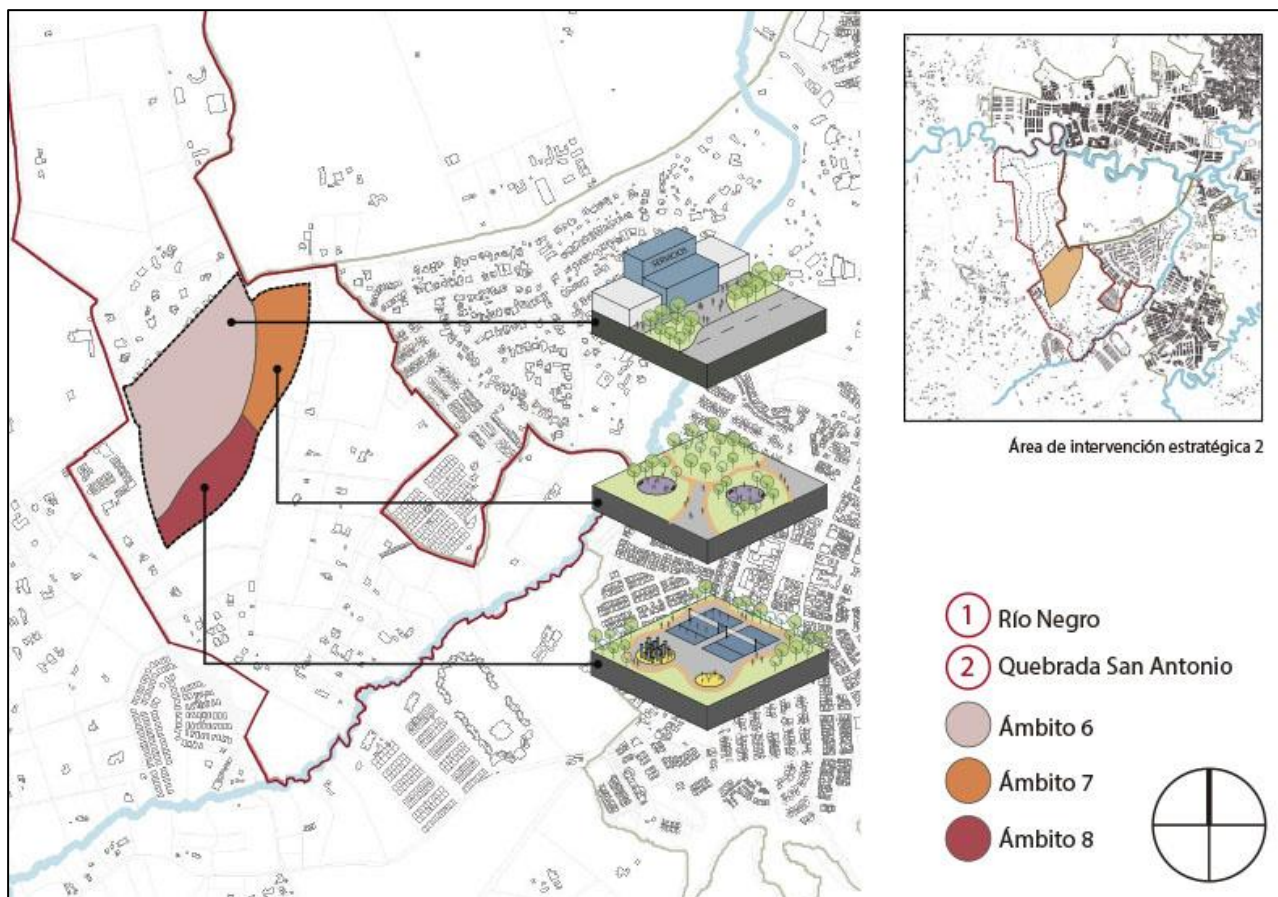 SERVICIOS
Área de intervención estratégica 2
1 Río Negro
2 Quebrada San Antonio
Ámbito 6
Ámbito 7
Ámbito 8